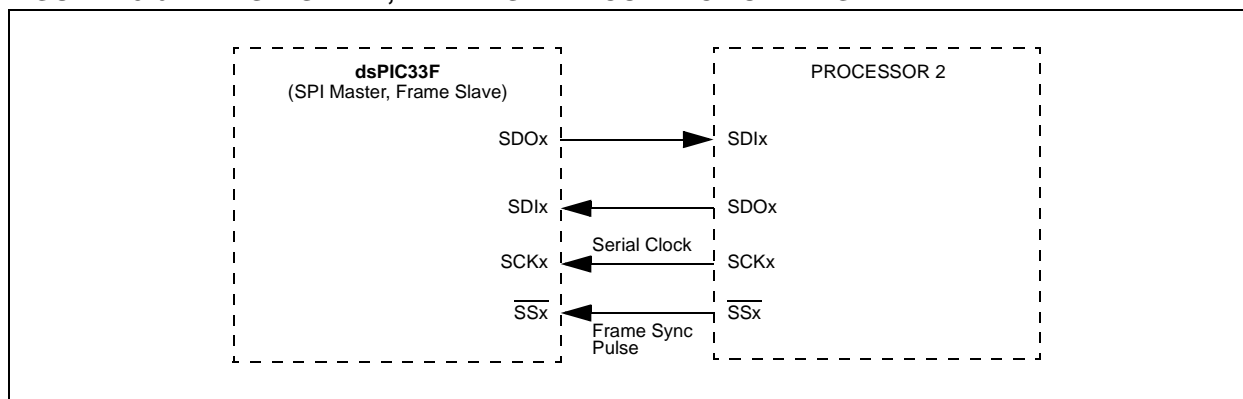 dsPIC33F
(SPI Master, Frame Slave)
PROCESSOR 2
SDOx
SDIx
SDIx
SDOx
Serial Clock
SCKx
SCKx
SSx
SSx
Frame Sync
Pulse